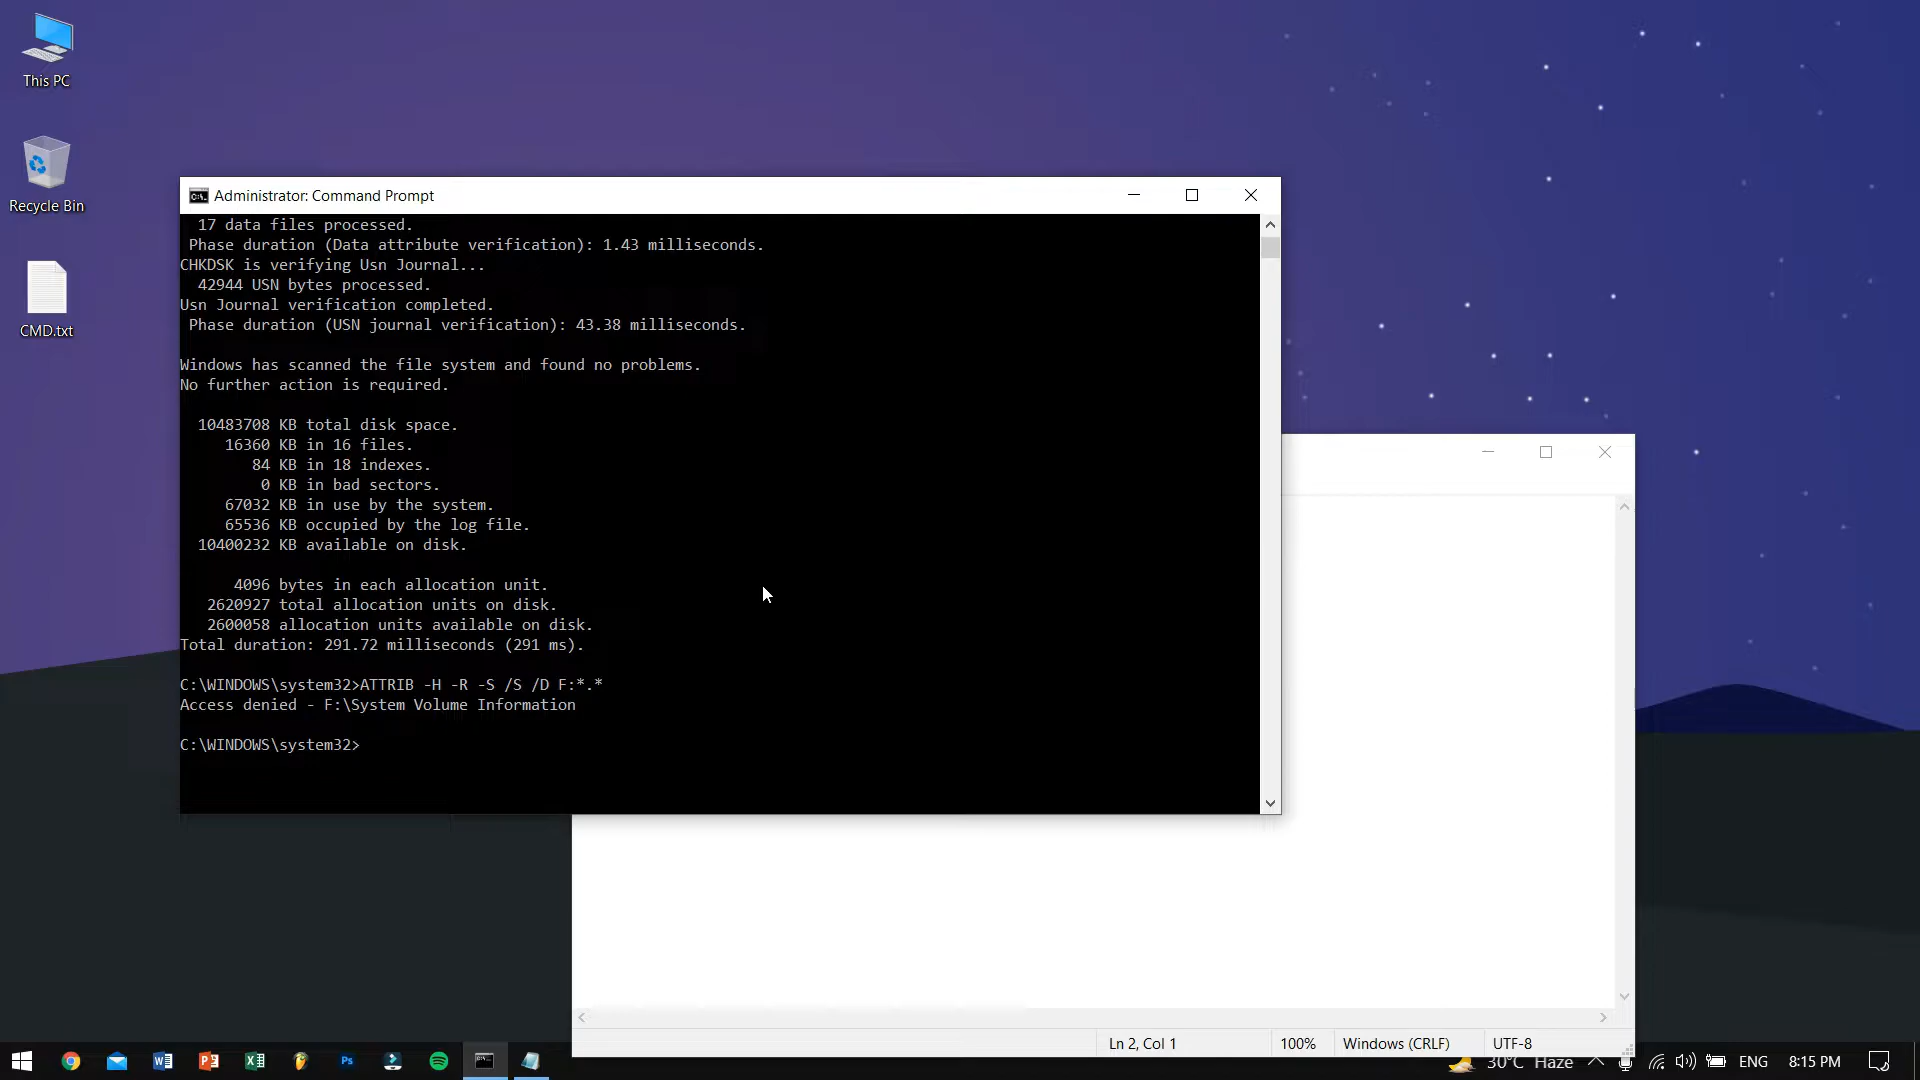 This PC
Recycle Bin
CMD.txt
Administrator: Command Prompt
17 data files processed.
Phase duration (Data attribute verification): 1.43 milliseconds.
CHKDSK is verifying Usn Journal...
42944 USN bytes processed.
Usn Journal verification completed.
Phase duration (USN journal verification): 43.38 milliseconds.
Windows has scanned the file system and found no problems.
No further action is required.
10483708 KB total disk space.
16360 KB in 16 files.
84 KB in 18 indexes.
0 KB in bad sectors.
67032 KB in use by the system.
65536 KB occupied by the log file.
10400232 KB available on disk.
4096 bytes in each allocation unit.
2620927 total allocation units on disk.
2600058 allocation units available on disk.
Total duration: 291.72 milliseconds (291 ms).
C:\WINDOWS\system32>ATTRIB -H -R -S /S /D F:*.*
Access denied - F:\System Volume Information
C:\WINDOWS\system32>
Ln 2, Col 1
100%
Windows (CRLF)
UTF-8
30°C Haze
ENG
8:15 PM